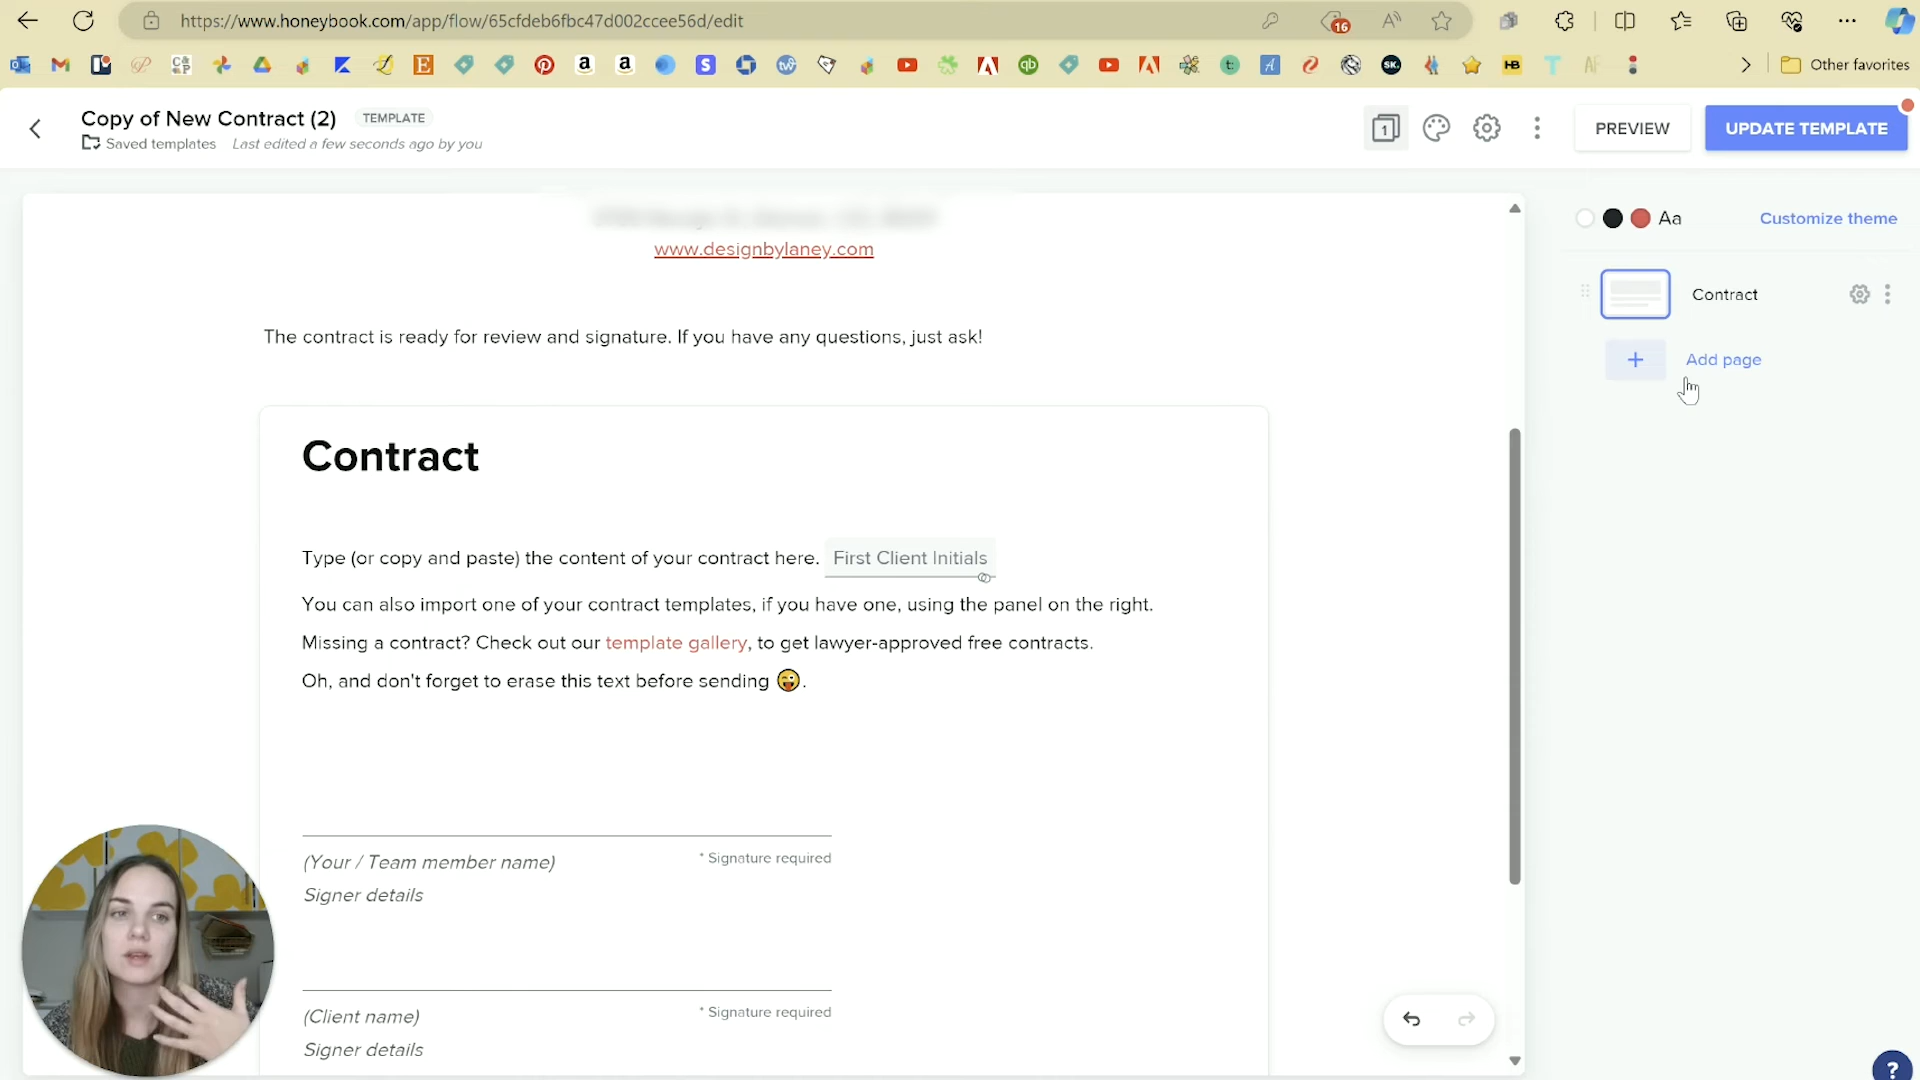 https://www.honeybook.com/app/flow/65cfdeb6fbc47d002ccee56d/edit
16
Other favorites
Copy of New Contract (2)
TEMPLATE
Saved templates
Last edited a few seconds ago by you
1
PREVIEW
UPDATE TEMPLATE
www.designbylaney.com
Aa
Customize theme
Contract
Add page
The contract is ready for review and signature. If you have any questions, just ask!
Contract
Type (or copy and paste) the content of your contract here. First Client Initials
You can also import one of your contract templates, if you have one, using the panel on the right.
Missing a contract? Check out our template gallery, to get lawyer-approved free contracts.
Oh, and don't forget to erase this text before sending 😜.
(Your / Team member name)
* Signature required
Signer details
(Client name)
* Signature required
Signer details
?